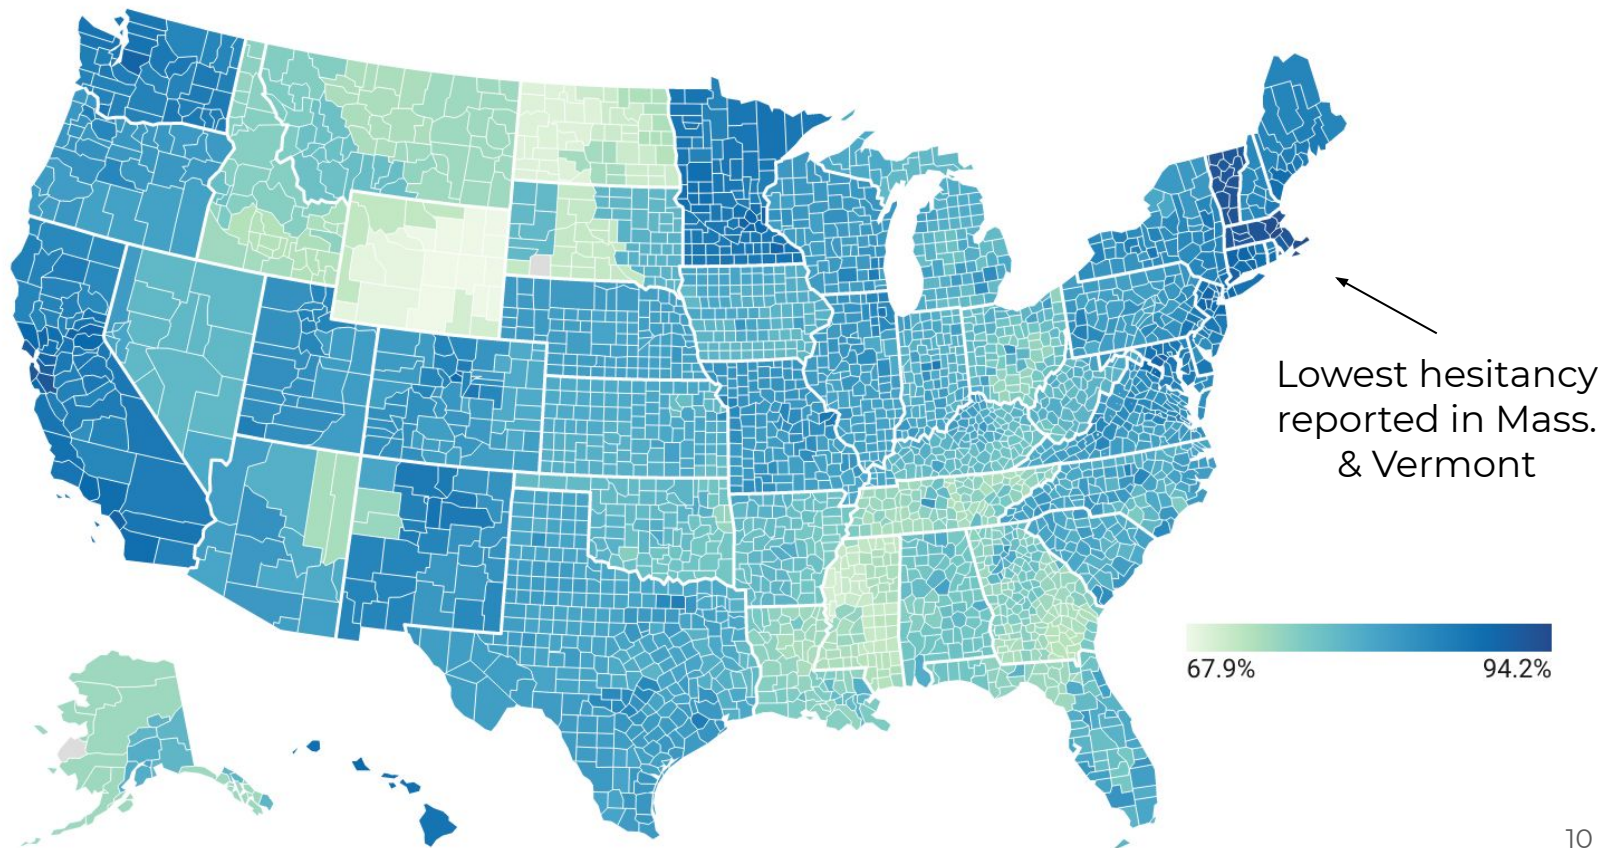 Lowest hesitancy
reported in Mass.
& Vermont
67.9%
94.2%
10